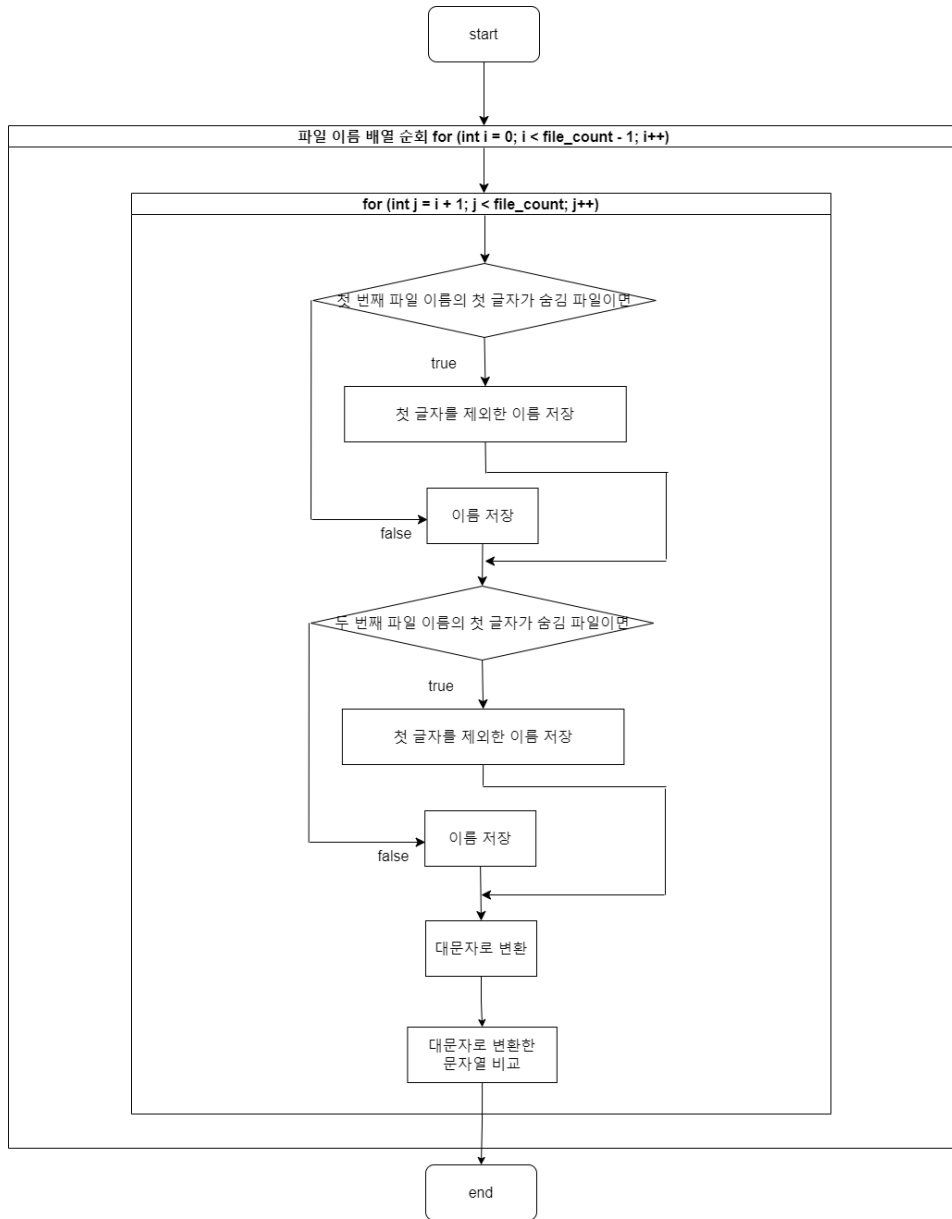 start
파일 이름 배열 순회 for (int i = 0; i < file_count - 1; i++)
for (int j = i + 1; j < file_count; j++)
첫 번째 파일 이름의 첫 글자가 숨김 파일이면
true
첫 글자를 제외한 이름 저장
이름 저장
false
두 번째 파일 이름의 첫 글자가 숨김 파일이면
true
첫 글자를 제외한 이름 저장
이름 저장
false
대문자로 변환
대문자로 변환한
문자열 비교
end